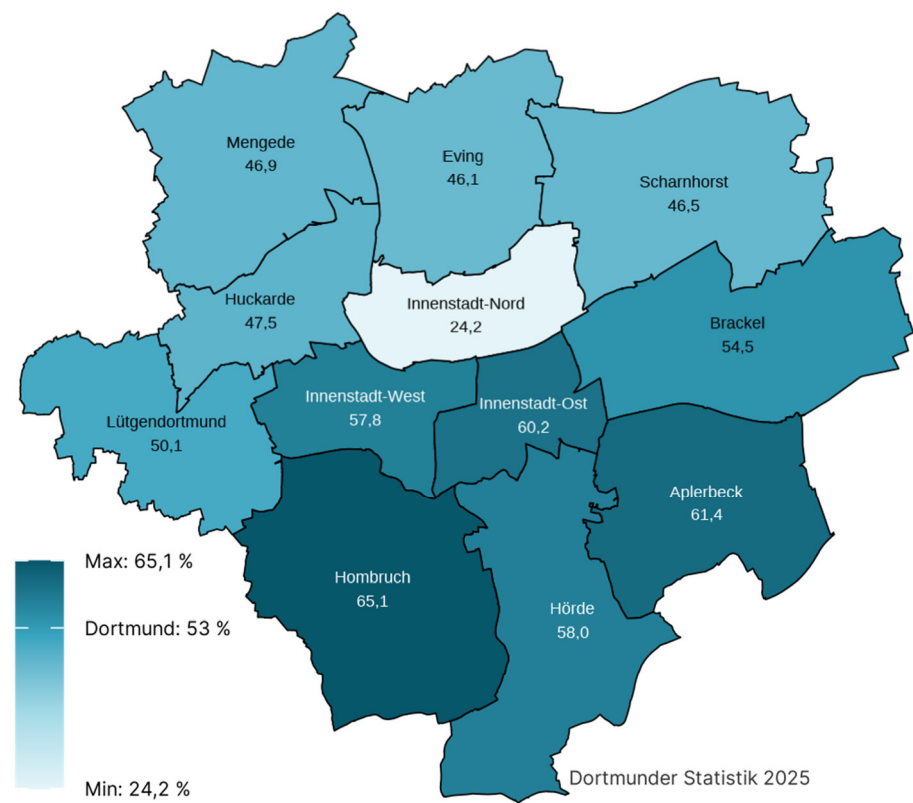 Mengede
46,9
Eving
46,1
Scharnhorst
46,5
Huckarde
47,5
Innenstadt-Nord
24,2
Brackel
54,5
Lütgendortmund
50,1
Innenstadt-West
57,8
Innenstadt-Ost
60,2
Aplerbeck
61,4
Hombruch
65,1
Hörde
58,0
Max: 65,1 %
Dortmund: 53 %
Min: 24,2 %
Dortmunder Statistik 2025